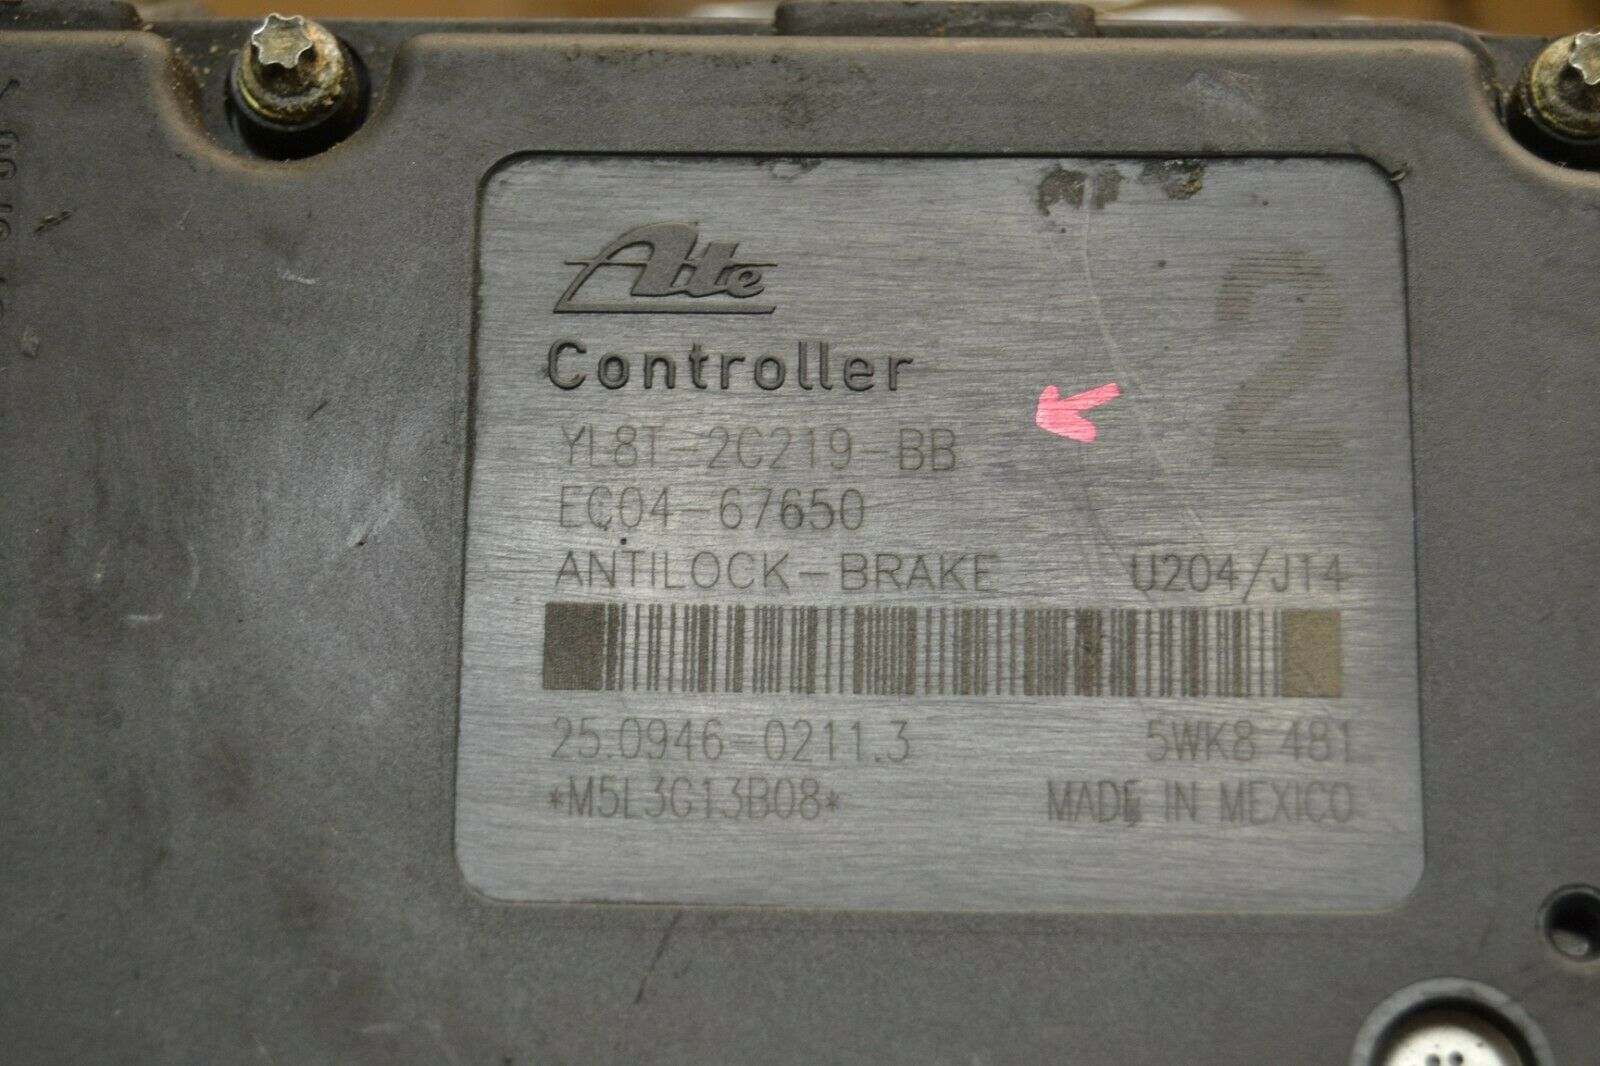 Ate
2
Controller
YL8T-2C219-BB
EC04-67650
ANTILOCK-BRAKE U204/JT4
25.0946-0211.3 5WK8 481
*M5L3G13B08* MADE IN MEXICO